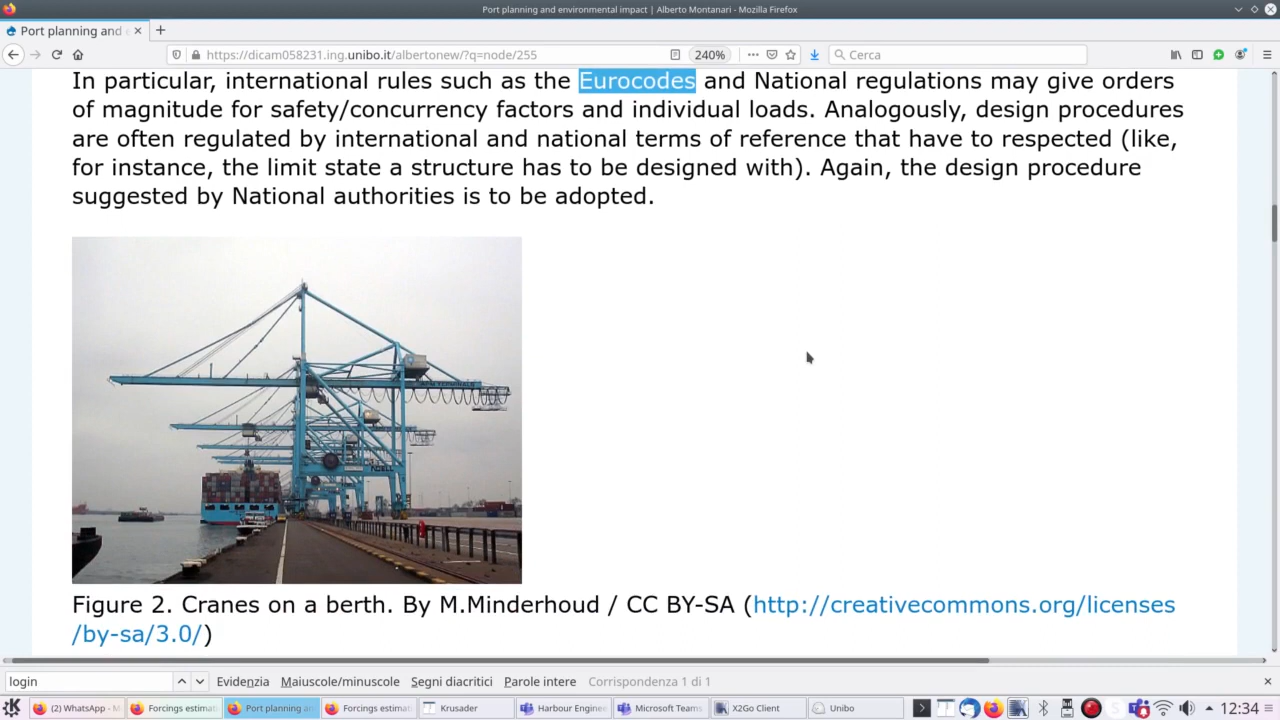 Port planning and environmental impact | Alberto Montanari - Mozilla Firefox
Port planning and e
https://dicam058231.ing.unibo.it/albertonew/?q=node/255
240%
Cerca
In particular, international rules such as the Eurocodes and National regulations may give orders
of magnitude for safety/concurrency factors and individual loads. Analogously, design procedures
are often regulated by international and national terms of reference that have to respected (like,
for instance, the limit state a structure has to be designed with). Again, the design procedure
suggested by National authorities is to be adopted.
Figure 2. Cranes on a berth. By M.Minderhoud / CC BY-SA (http://creativecommons.org/licenses
/by-sa/3.0/)
login
Evidenzia
Maiuscole/minuscole
Segni diacritici
Parole intere
Corrispondenza 1 di 1
(2) WhatsApp - M
Forcings estimat
Port planning an
Forcings estimat
Krusader
Harbour Enginee
Microsoft Teams
X2Go Client
Unibo
12:34